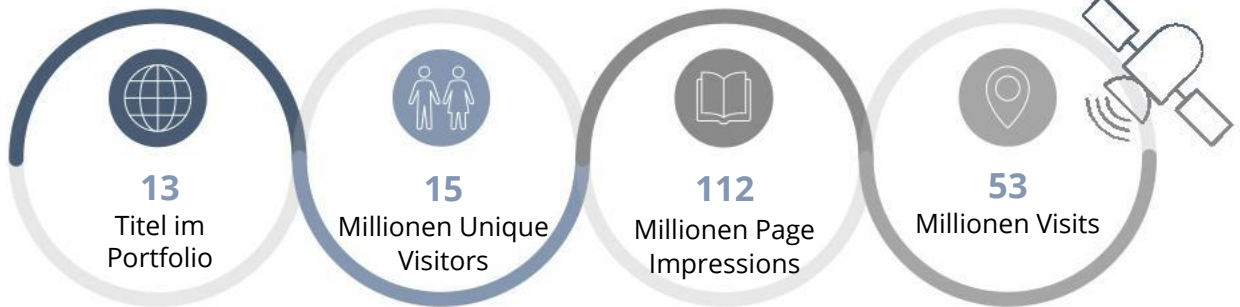 13
Titel im
Portfolio
15
Millionen Unique
Visitors
112
Millionen Page
Impressions
53
Millionen Visits